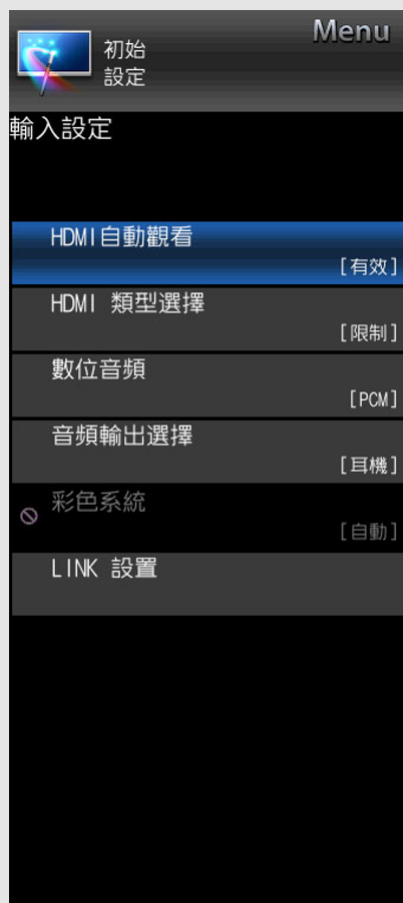 Menu
初始
設定
輸入設定
HDMI自動觀看
[有效]
HDMI 類型選擇
[限制]
數位音頻
[PCM]
音頻輸出選擇
[耳機]
彩色系統
[自動]
LINK 設置